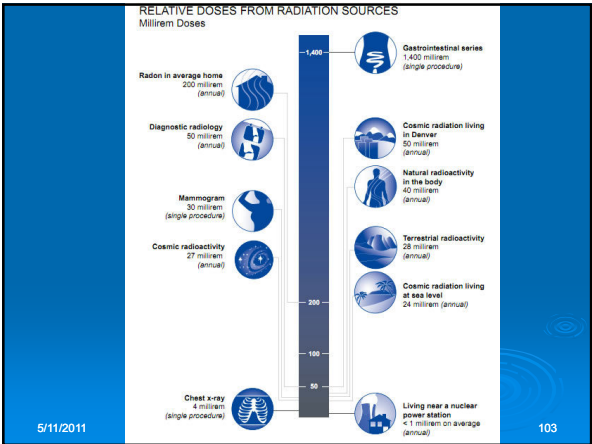 RELATIVE DOSES FROM RADIATION SOURCES
Millirem Doses
1,400
Gastrointestinal series
1,400 millirem
(single procedure)
Radon in average home
200 millirem
(annual)
Diagnostic radiology
50 millirem
(annual)
Cosmic radiation living
in Denver
50 millirem
(annual)
Natural radioactivity
in the body
40 millirem
(annual)
Mammogram
30 millirem
(single procedure)
Cosmic radioactivity
27 millirem
(annual)
Terrestrial radioactivity
28 millirem
(annual)
Cosmic radiation living
at sea level
24 millirem (annual)
200
100
50
Chest x-ray
4 millirem
(single procedure)
Living near a nuclear
power station
< 1 millirem on average
(annual)
5/11/2011
103